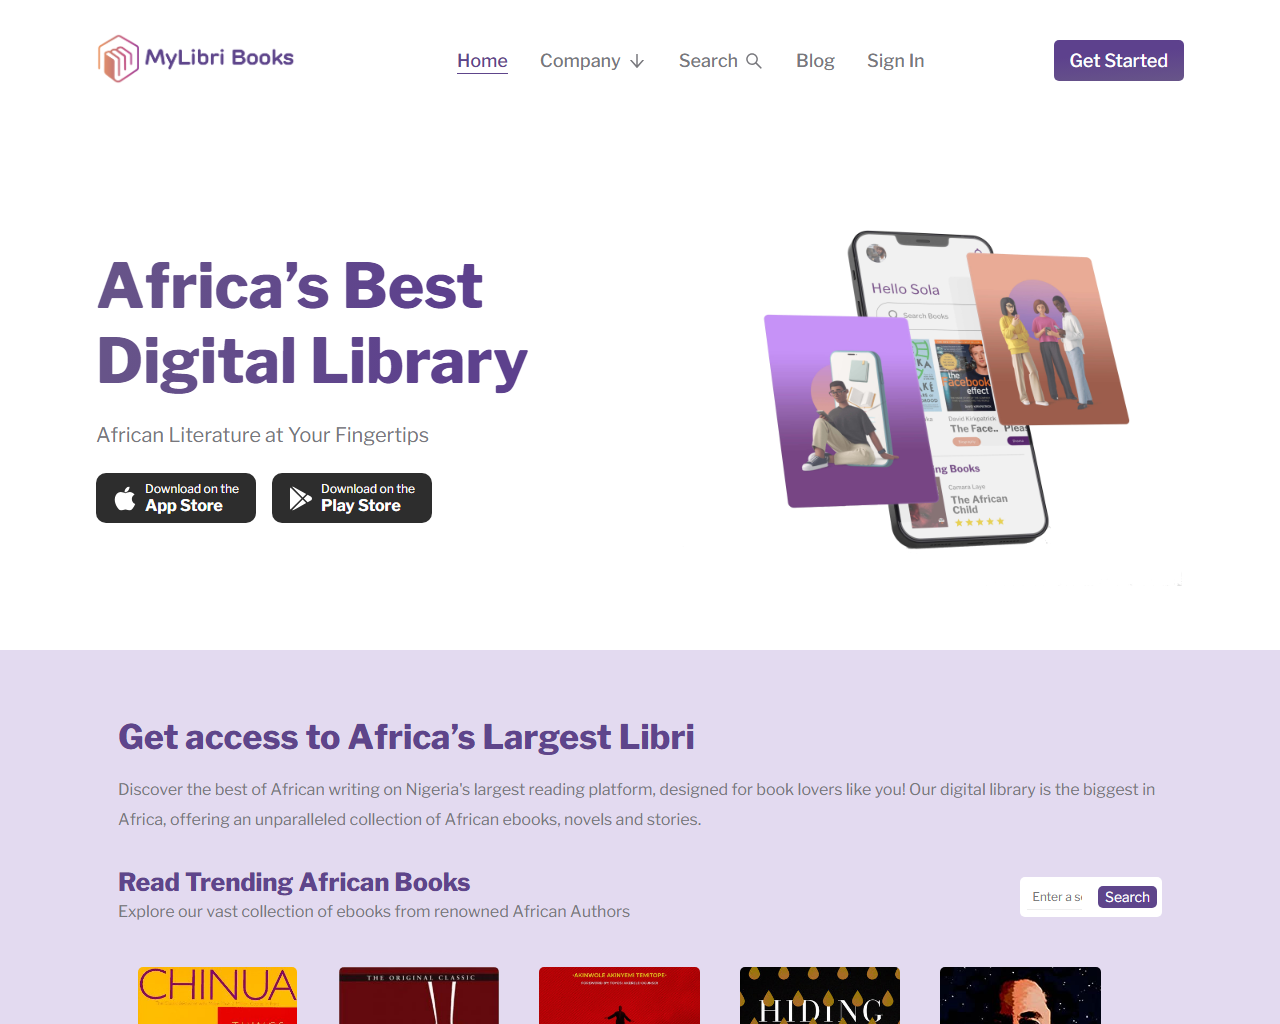 MyLibri Books
Home
Company
Search
Blog
Sign In
Get Started
Africa’s Best
Digital Library
African Literature at Your Fingertips
Download on the
App Store
Download on the
Play Store
Hello Sola
Search Books
the
facebook
effect
David Kirkpatrick
The Face..
Pleas
ng Books
Camara Laye
The African
Child
Get access to Africa’s Largest Libri
Discover the best of African writing on Nigeria's largest reading platform, designed for book lovers like you! Our digital library is the biggest in
Africa, offering an unparalleled collection of African ebooks, novels and stories.
Read Trending African Books
Explore our vast collection of ebooks from renowned African Authors
Enter a se
Search
CHINUA
THINGS
THE ORIGINAL CLASSIC
AKINWOLE AKINYEMI TEMITOPE
HIDING